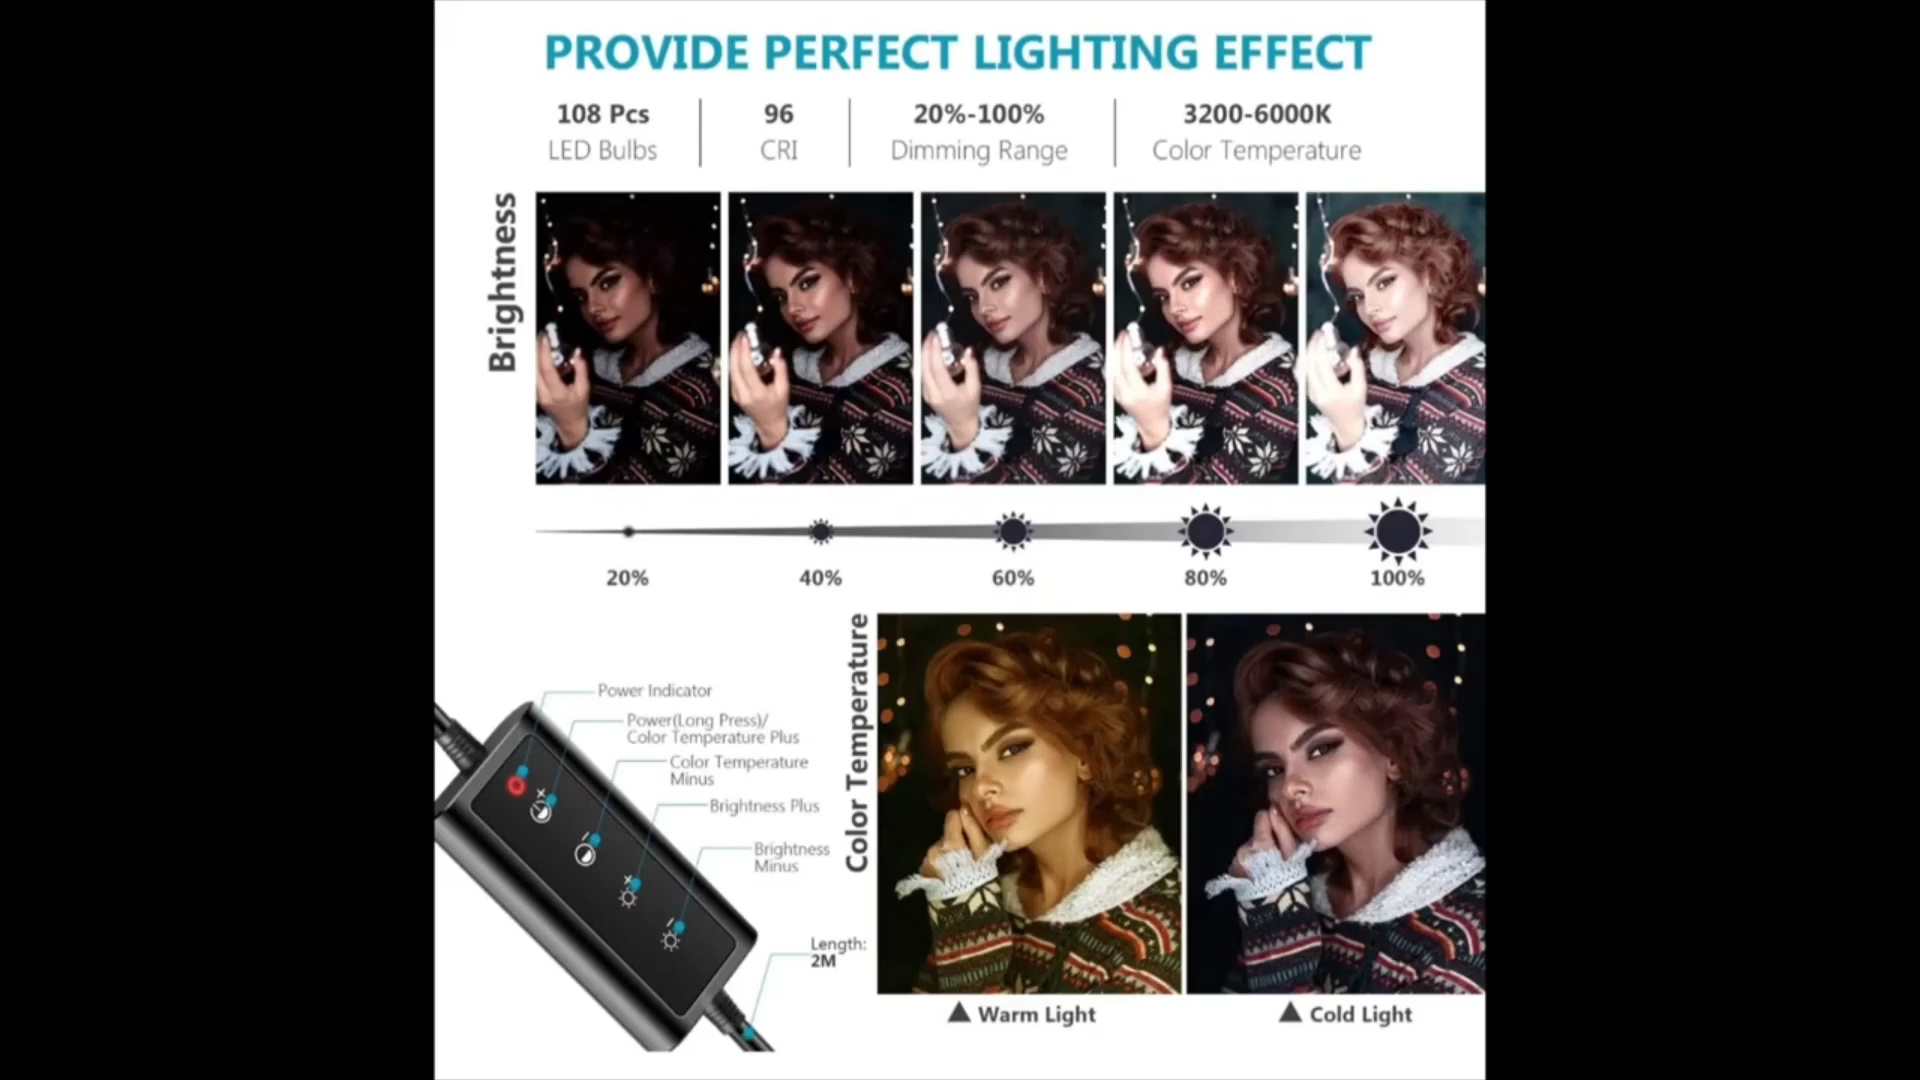 PROVIDE PERFECT LIGHTING EFFECT
108 Pcs
LED Bulbs
96
CRI
20%-100%
Dimming Range
3200-6000K
Color Temperature
Brightness
20%
40%
60%
80%
100%
Power Indicator
Power(Long Press)/
Color Temperature Plus
Color Temperature
Minus
Brightness Plus
Brightness
Minus
Length:
2M
Color Temperature
▲ Warm Light
▲ Cold Light